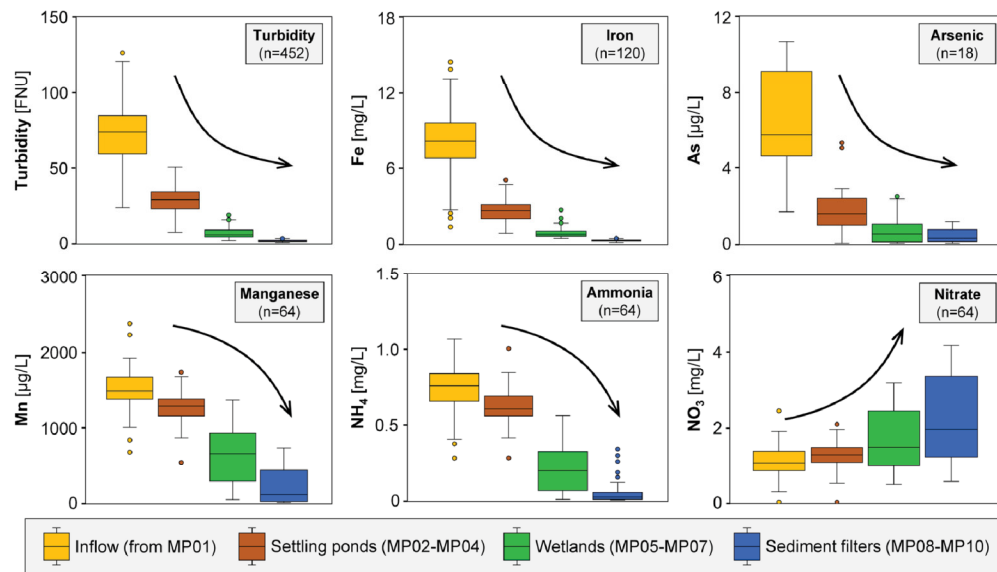 Turbidity
(n=452)
Turbidity [FNU]
150
100
50
0
Iron
(n=120)
Fe [mg/L]
18
12
6
0
Arsenic
(n=18)
As [µg/L]
12
8
4
0
Manganese
(n=64)
Mn [µg/L]
3000
2000
1000
0
Ammonia
(n=64)
NH₄ [mg/L]
1.5
1.0
0.5
0
Nitrate
(n=64)
NO₃ [mg/L]
6
4
2
0
Inflow (from MP01) Settling ponds (MP02-MP04) Wetlands (MP05-MP07) Sediment filters (MP08-MP10)